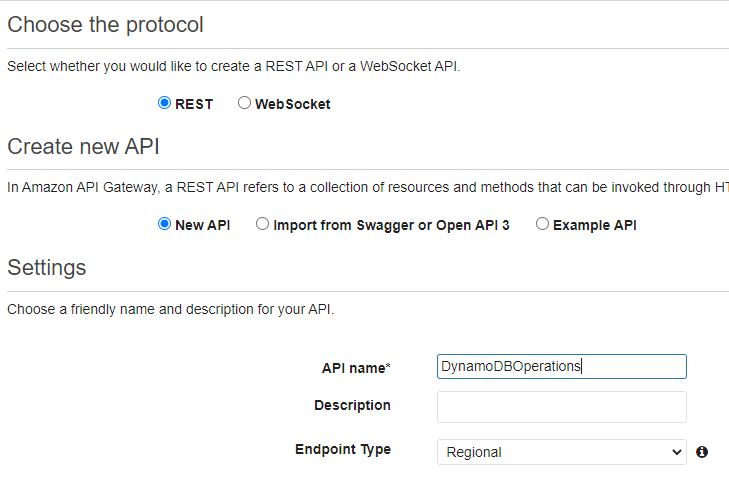 Choose the protocol
Select whether you would like to create a REST API or a WebSocket API.
REST WebSocket
Create new API
In Amazon API Gateway, a REST API refers to a collection of resources and methods that can be invoked through HT
New API Import from Swagger or Open API 3 Example API
Settings
Choose a friendly name and description for your API.
API name* DynamoDBOperations
Description
Endpoint Type Regional